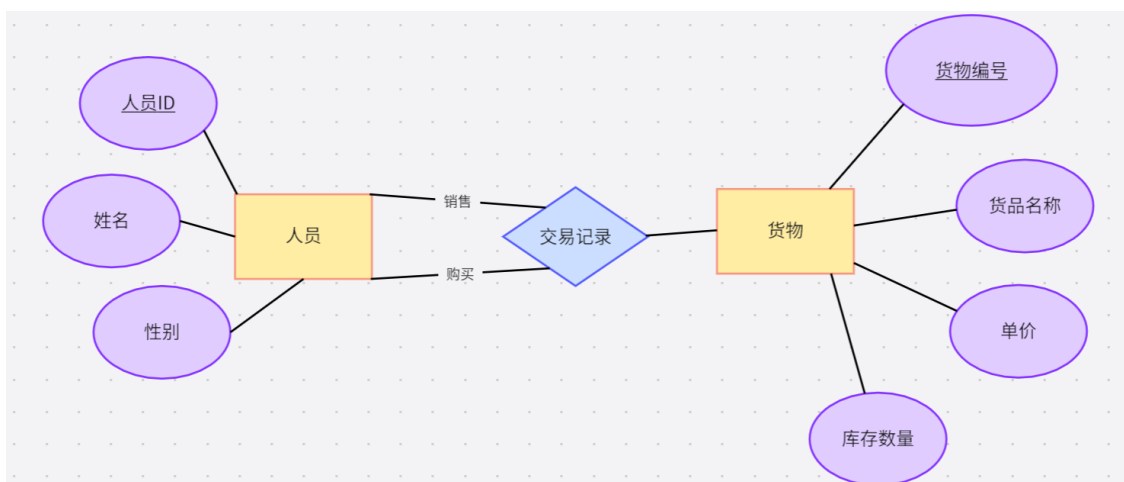 货物编号
人员ID
销售
货品名称
姓名
人员
交易记录
货物
购买
性别
单价
库存数量